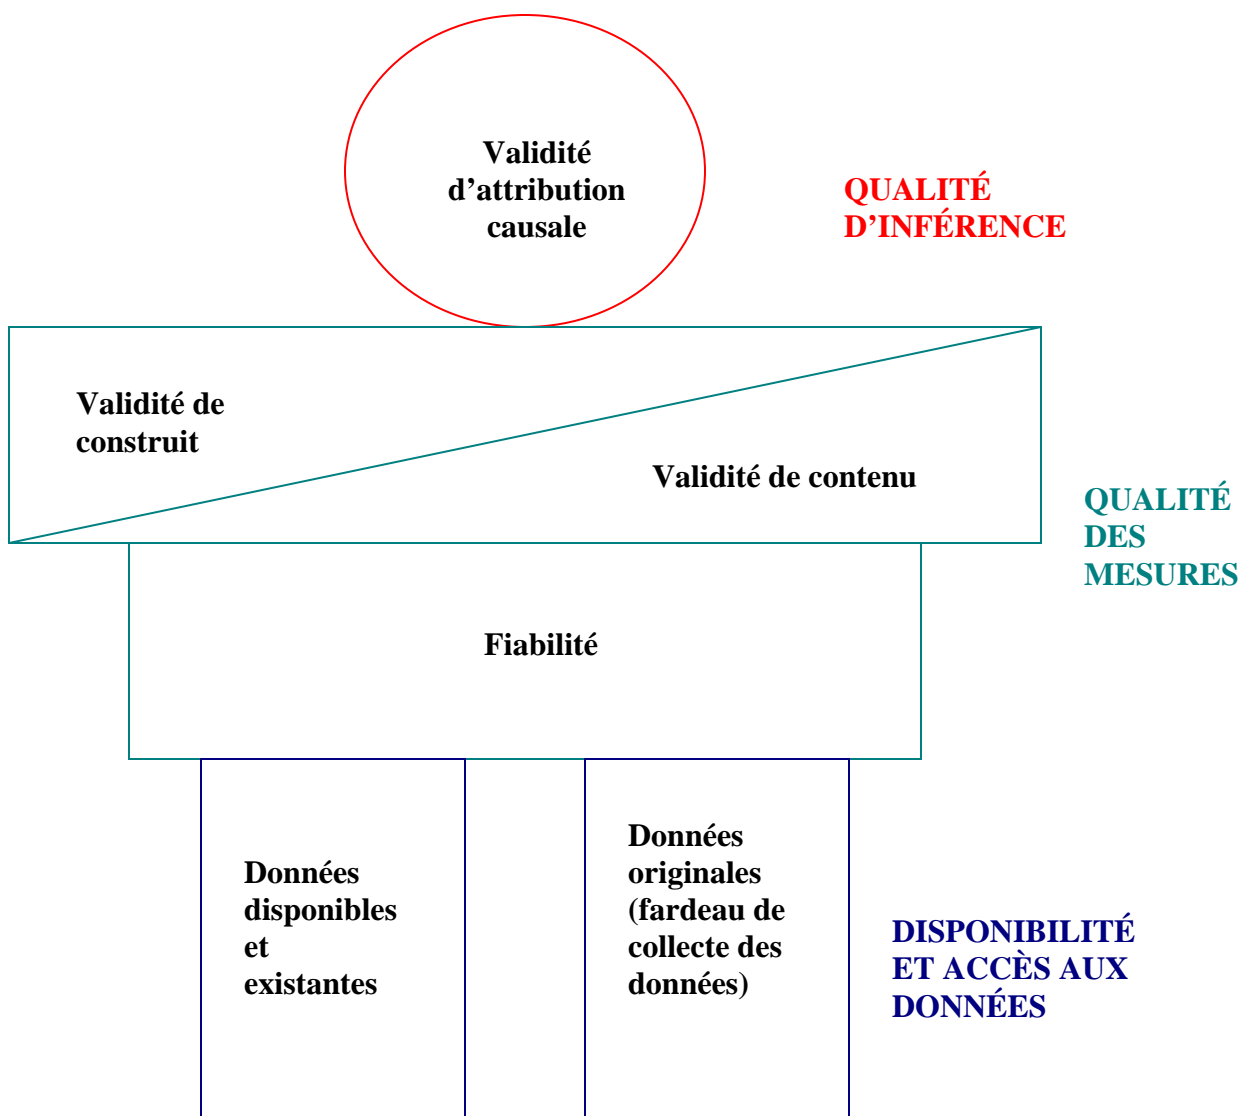 Validité
d’attribution
causale
QUALITÉ
D’INFÉRENCE
Validité de
construit
Validité de contenu
QUALITÉ
DES
MESURES
Fiabilité
Données
disponibles
et
existantes
Données
originales
(fardeau de
collecte des
données)
DISPONIBILITÉ
ET ACCÈS AUX
DONNÉES